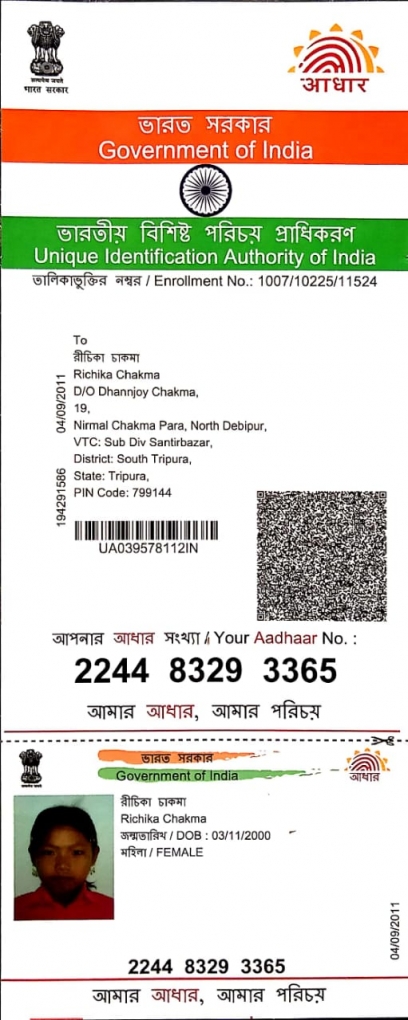 सत्यमेव जयते
भारत सरकार
आधार
ভারত সরকার
Government of India
ভারতীয় বিশিষ্ট পরিচয় প্রাধিকরণ
Unique Identification Authority of India
তালিকাভুক্তির নম্বর / Enrollment No.: 1007/10225/11524
To
রীচিকা চাকমা
Richika Chakma
D/O Dhannjoy Chakma,
19,
Nirmal Chakma Para, North Debipur,
VTC: Sub Div Santirbazar,
District: South Tripura,
State: Tripura,
PIN Code: 799144
04/09/2011
194291586
UA039578112IN
আপনার আধার সংখ্যা / Your Aadhaar No. :
2244 8329 3365
আমার আধার, আমার পরিচয়
ভারত সরকার
Government of India
आधार
রীচিকা চাকমা
Richika Chakma
জন্মতারিখ / DOB : 03/11/2000
মহিলা / FEMALE
04/09/2011
2244 8329 3365
আমার আধার, আমার পরিচয়